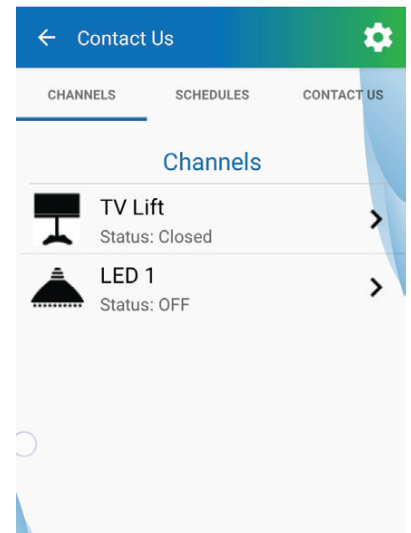 Contact Us
CHANNELS SCHEDULES CONTACT US
Channels
TV Lift
Status: Closed
LED 1
Status: OFF